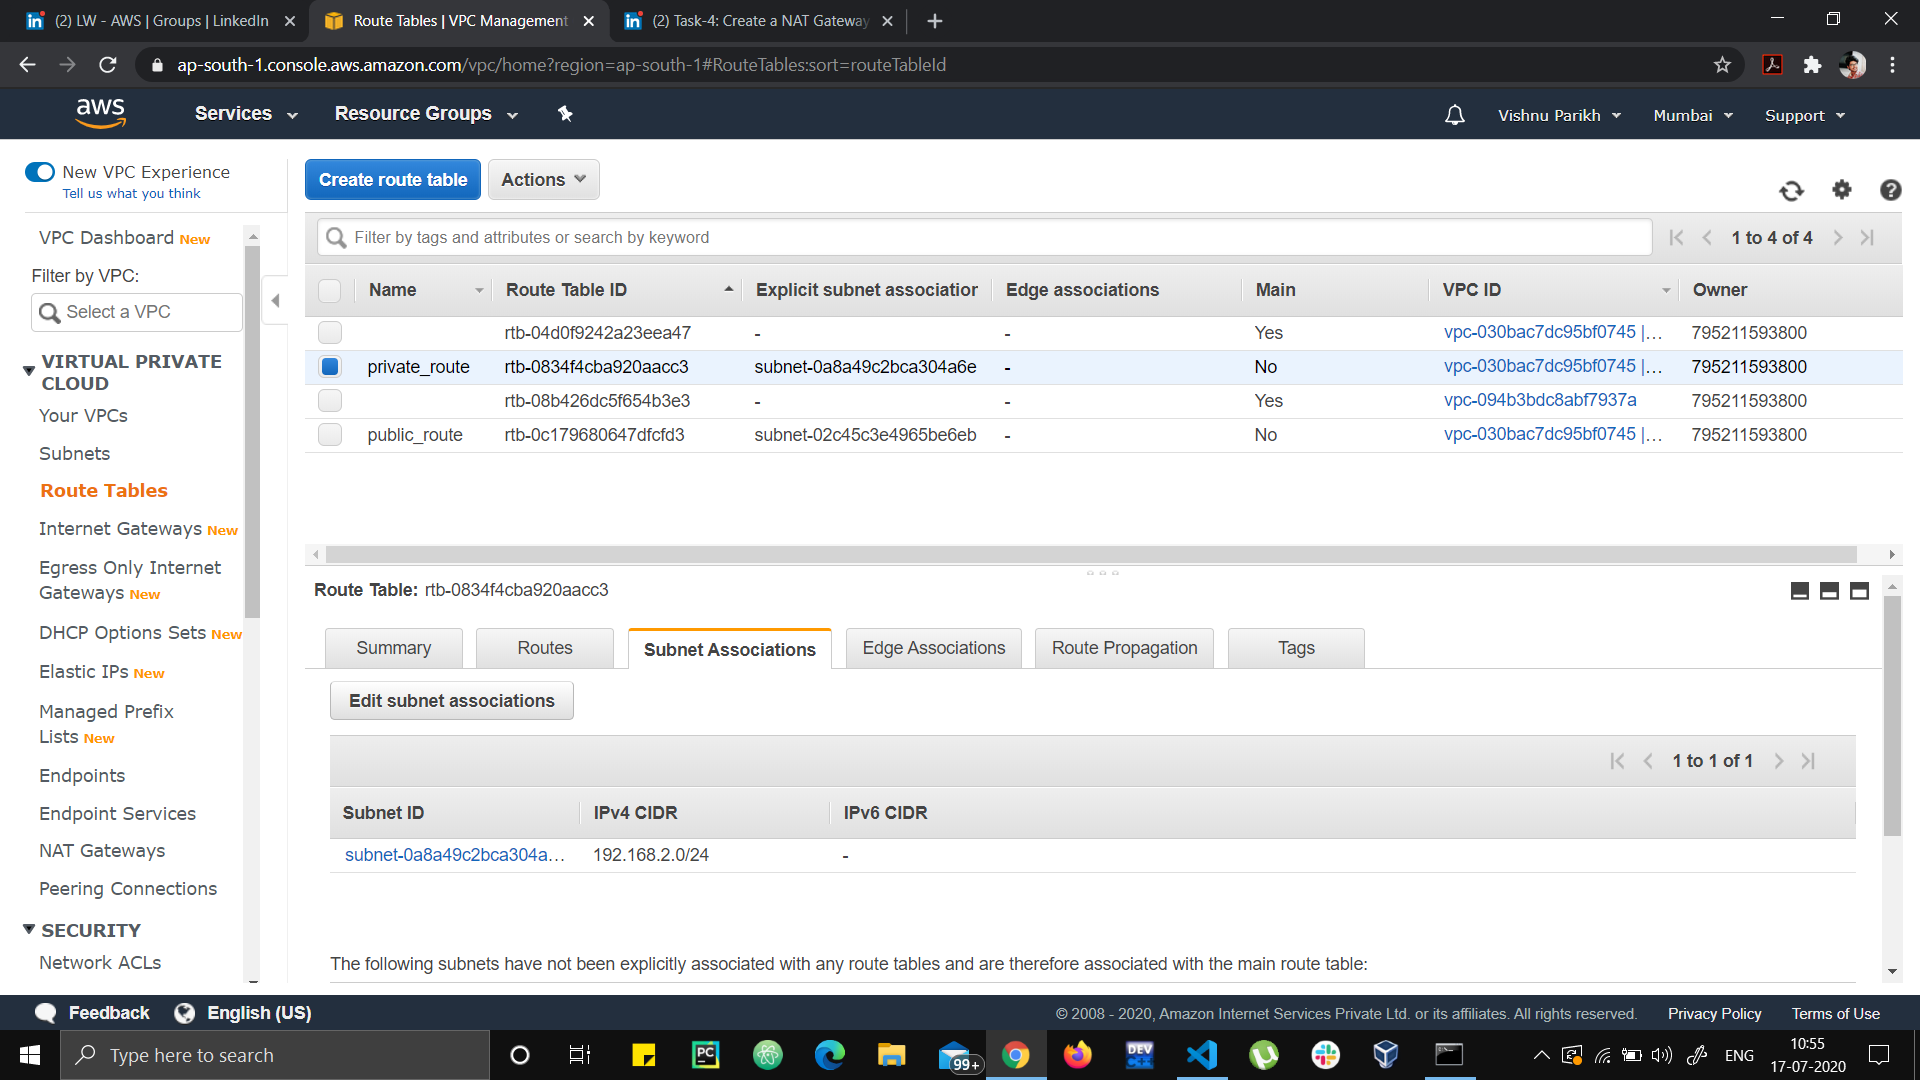 (2) LW - AWS | Groups | LinkedIn
Route Tables | VPC Management
(2) Task-4: Create a NAT Gateway
ap-south-1.console.aws.amazon.com/vpc/home?region=ap-south-1#RouteTables:sort=routeTableId
aws
Services
Resource Groups
Vishnu Parikh
Mumbai
Support
New VPC Experience
Tell us what you think
Create route table
Actions
VPC Dashboard New
Filter by VPC:
Select a VPC
VIRTUAL PRIVATE
CLOUD
Your VPCs
Subnets
Route Tables
Internet Gateways New
Egress Only Internet
Gateways New
DHCP Options Sets New
Elastic IPs New
Managed Prefix
Lists New
Endpoints
Endpoint Services
NAT Gateways
Peering Connections
SECURITY
Network ACLs
Filter by tags and attributes or search by keyword
1 to 4 of 4
Name Route Table ID Explicit subnet association Edge associations Main VPC ID Owner
rtb-04d0f9242a23eea47 - - Yes vpc-030bac7dc95bf0745 |... 795211593800
private_route rtb-0834f4cba920aacc3 subnet-0a8a49c2bca304a6e - No vpc-030bac7dc95bf0745 |... 795211593800
rtb-08b426dc5f654b3e3 - - Yes vpc-094b3bdc8abf7937a 795211593800
public_route rtb-0c179680647dfcfd3 subnet-02c45c3e4965be6eb - No vpc-030bac7dc95bf0745 |... 795211593800
Route Table: rtb-0834f4cba920aacc3
Summary Routes Subnet Associations Edge Associations Route Propagation Tags
Edit subnet associations
1 to 1 of 1
Subnet ID IPv4 CIDR IPv6 CIDR
subnet-0a8a49c2bca304a... 192.168.2.0/24 -
The following subnets have not been explicitly associated with any route tables and are therefore associated with the main route table:
Feedback
English (US)
© 2008 - 2020, Amazon Internet Services Private Ltd. or its affiliates. All rights reserved.
Privacy Policy
Terms of Use
Type here to search
PC
99+
DEV
C++
ENG
10:55
17-07-2020